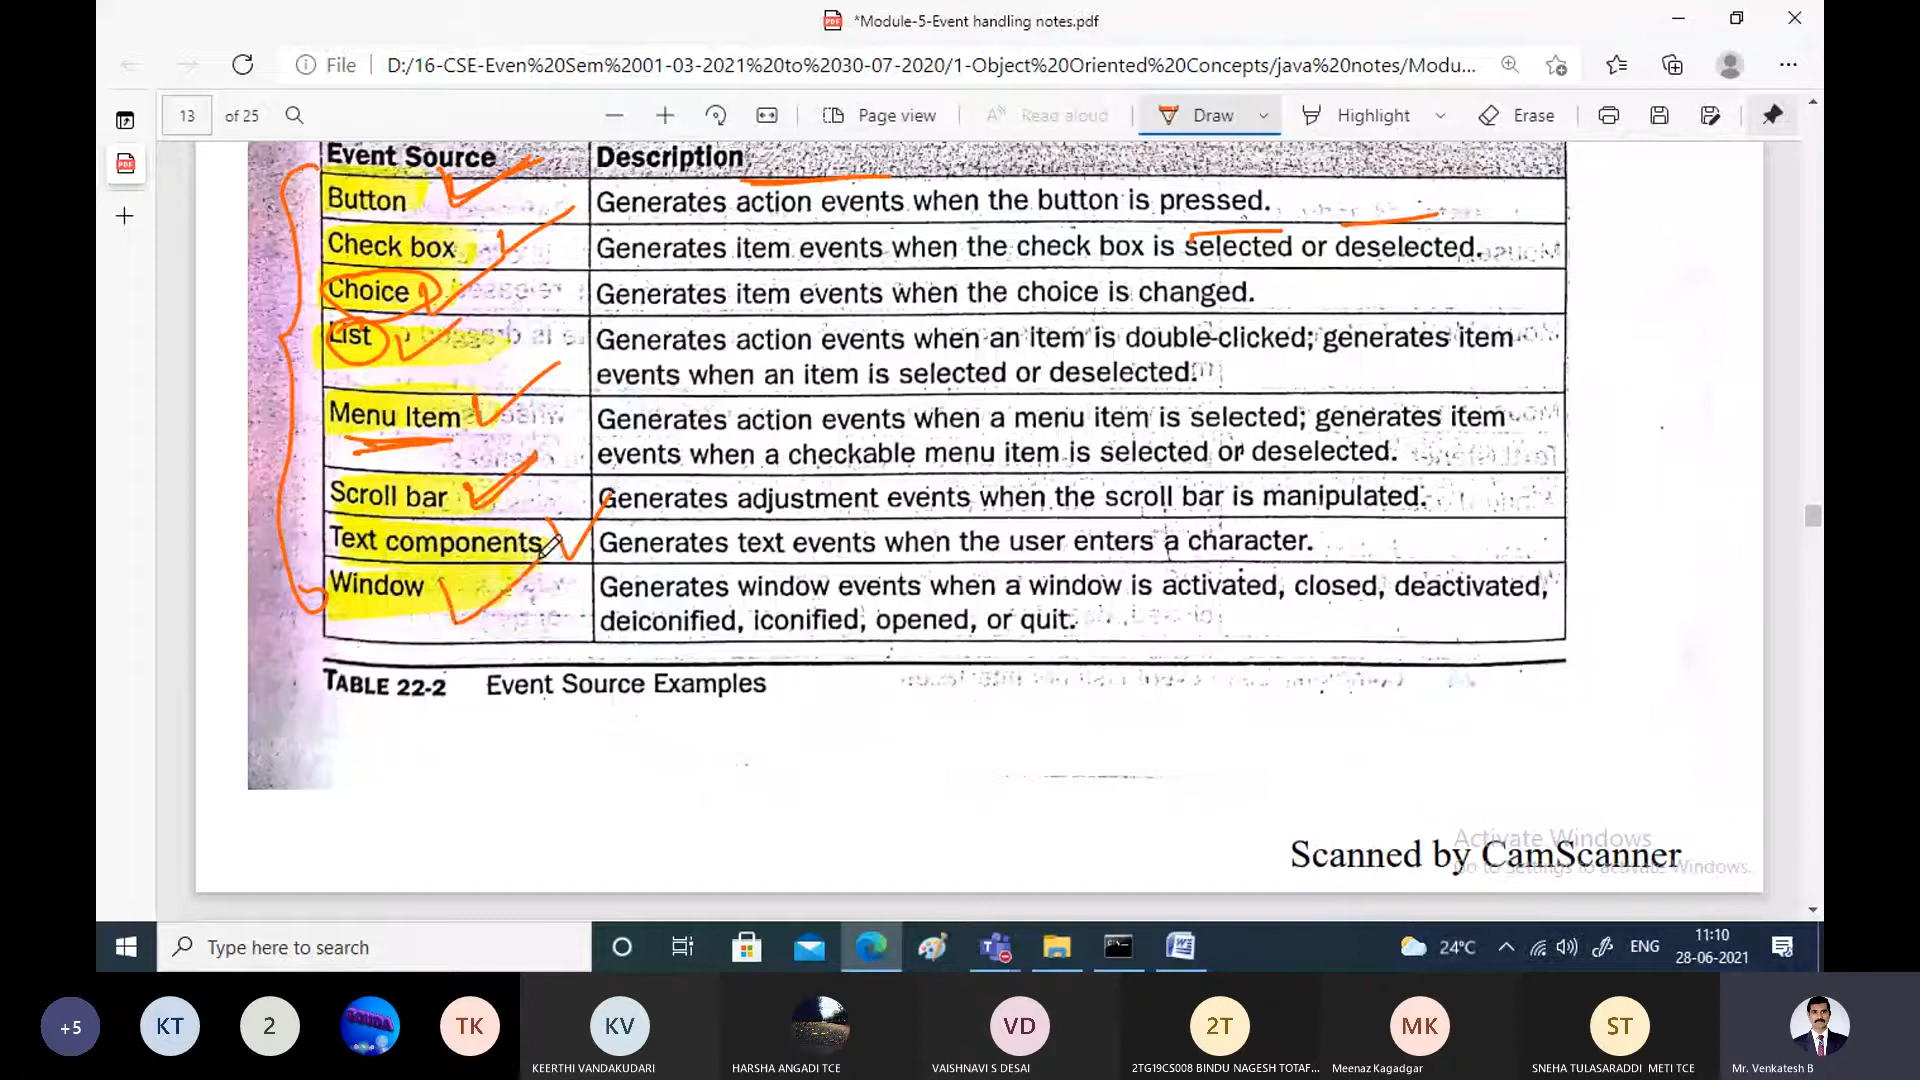 *Module-5-Event handling notes.pdf
File D:/16-CSE-Even%20Sem%2001-03-2021%20to%2030-07-2020/1-Object%20Oriented%20Concepts/java%20notes/Modu...
13 of 25 Page view Read aloud Draw Highlight Erase
Event Source Description
Button Generates action events when the button is pressed.
Check box Generates item events when the check box is selected or deselected.
Choice Generates item events when the choice is changed.
List Generates action events when an item is double-clicked; generates item
events when an item is selected or deselected.
Menu Item Generates action events when a menu item is selected; generates item
events when a checkable menu item is selected or deselected.
Scroll bar Generates adjustment events when the scroll bar is manipulated.
Text components Generates text events when the user enters a character.
Window Generates window events when a window is activated, closed, deactivated,
deiconified, iconified, opened, or quit.
TABLE 22-2 Event Source Examples
Activate Windows
Scanned by CamScanner
Go to Settings to activate Windows.
Type here to search 24°C ENG 11:10
28-06-2021
+5 KT 2 GOUDA TK KV VD 2T MK ST
KEERTHI VANDAKUDARI HARSHA ANGADI TCE VAISHNAVI S DESAI 2TG19CS008 BINDU NAGESH TOTAF... Meenaz Kagadgar SNEHA TULASARADDI METI TCE Mr. Venkatesh B